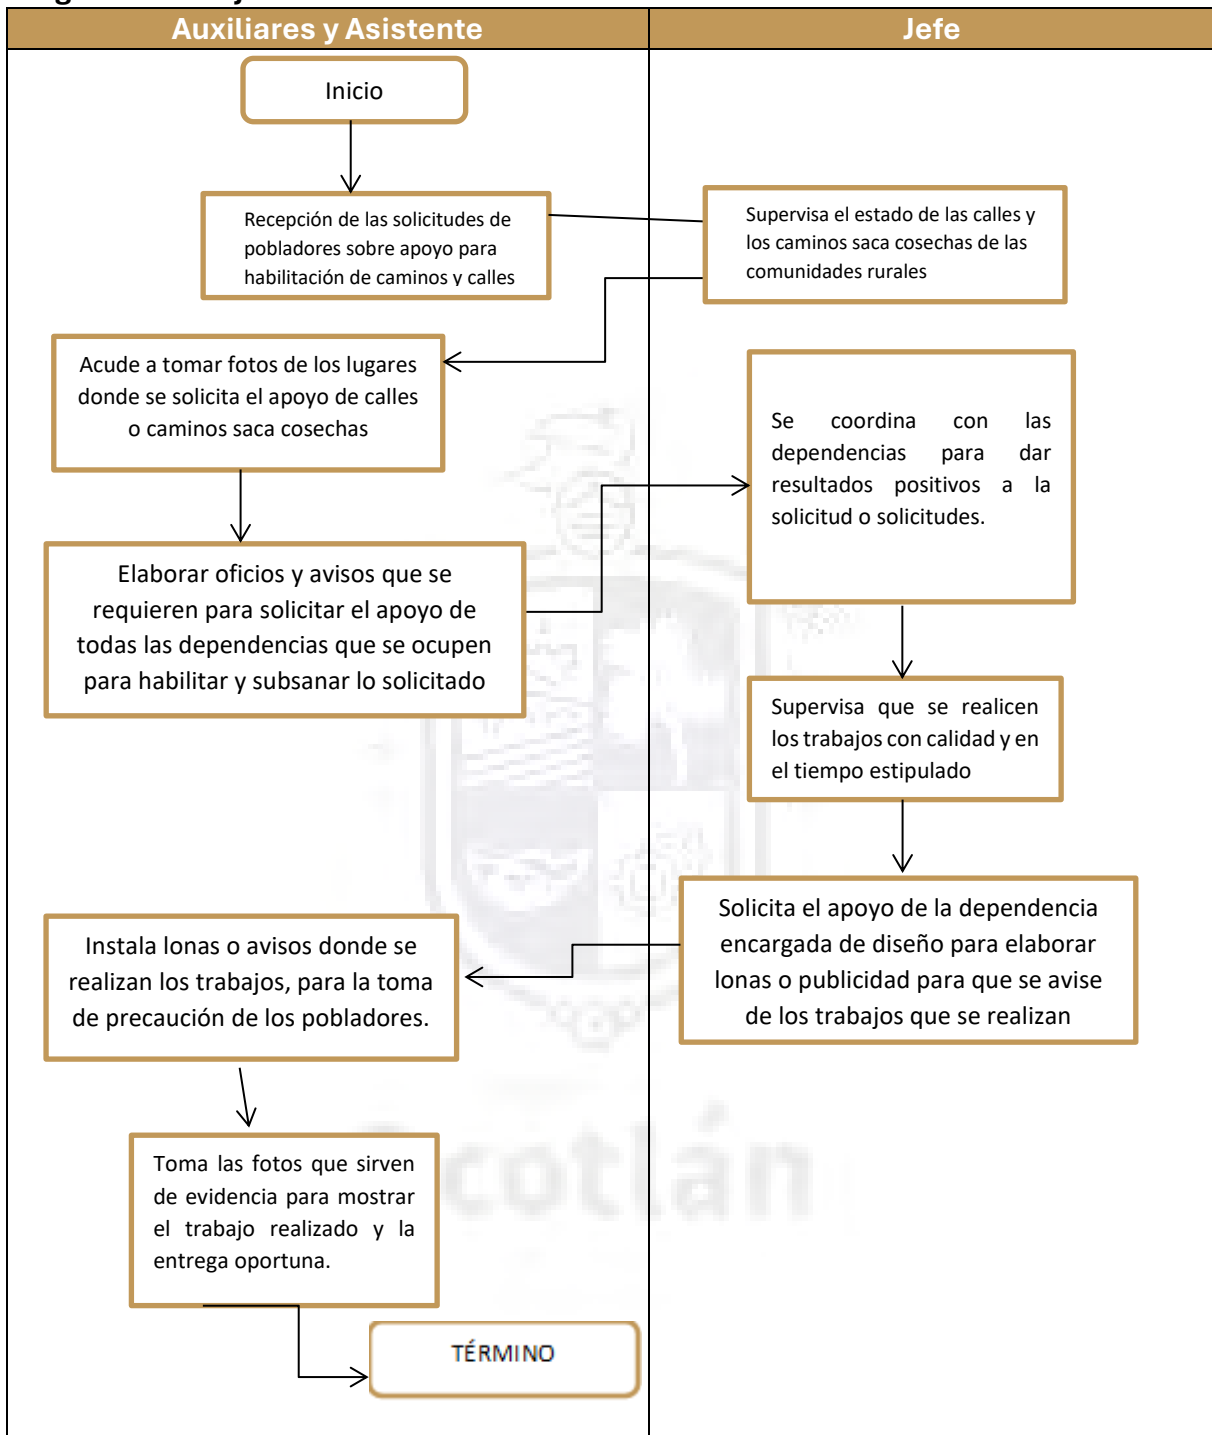 Auxiliares y Asistente
Jefe
Inicio
Recepción de las solicitudes de
pobladores sobre apoyo para
habilitación de caminos y calles
Supervisa el estado de las calles y
los caminos saca cosechas de las
comunidades rurales
Acude a tomar fotos de los lugares
donde se solicita el apoyo de calles
o caminos saca cosechas
Se coordina con las
dependencias para dar
resultados positivos a la
solicitud o solicitudes.
Elaborar oficios y avisos que se
requieren para solicitar el apoyo de
todas las dependencias que se ocupen
para habilitar y subsanar lo solicitado
Supervisa que se realicen
los trabajos con calidad y en
el tiempo estipulado
Solicita el apoyo de la dependencia
encargada de diseño para elaborar
lonas o publicidad para que se avise
de los trabajos que se realizan
Instala lonas o avisos donde se
realizan los trabajos, para la toma
de precaución de los pobladores.
Toma las fotos que sirven
de evidencia para mostrar
el trabajo realizado y la
entrega oportuna.
cotlán
TÉRMINO